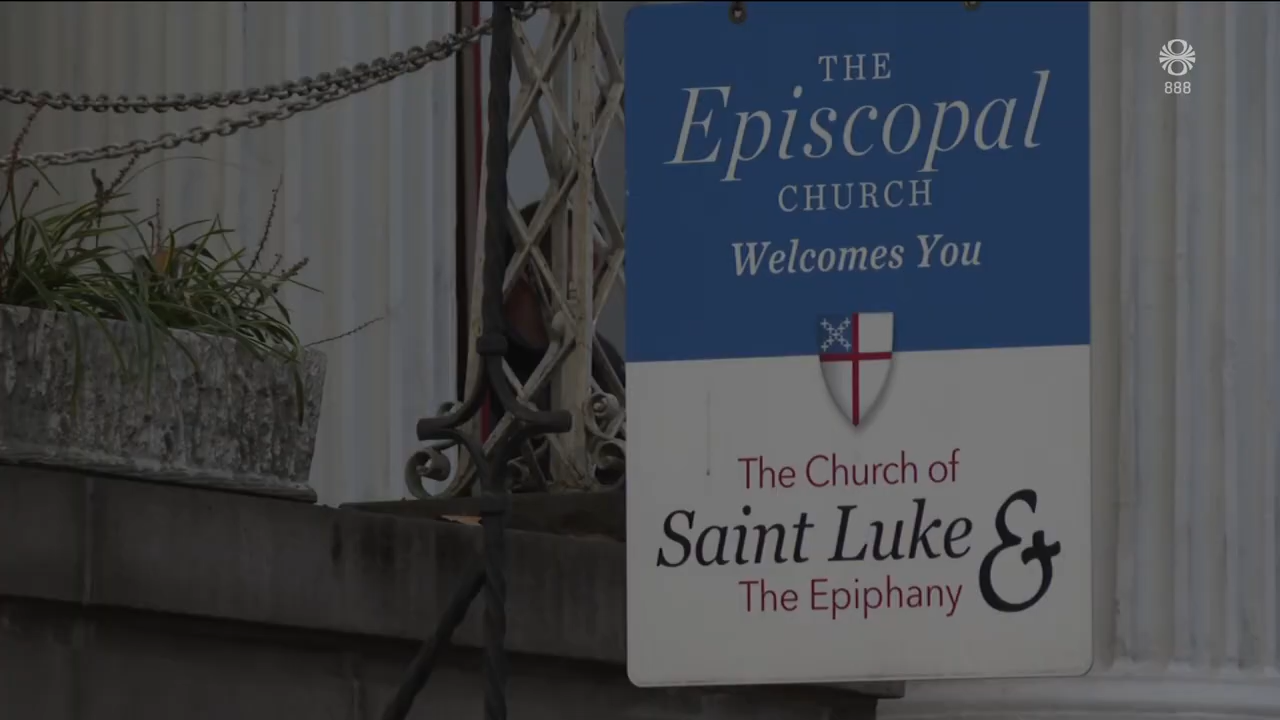 THE
Episcopal
CHURCH
Welcomes You
The Church of
Saint Luke &
The Epiphany
888